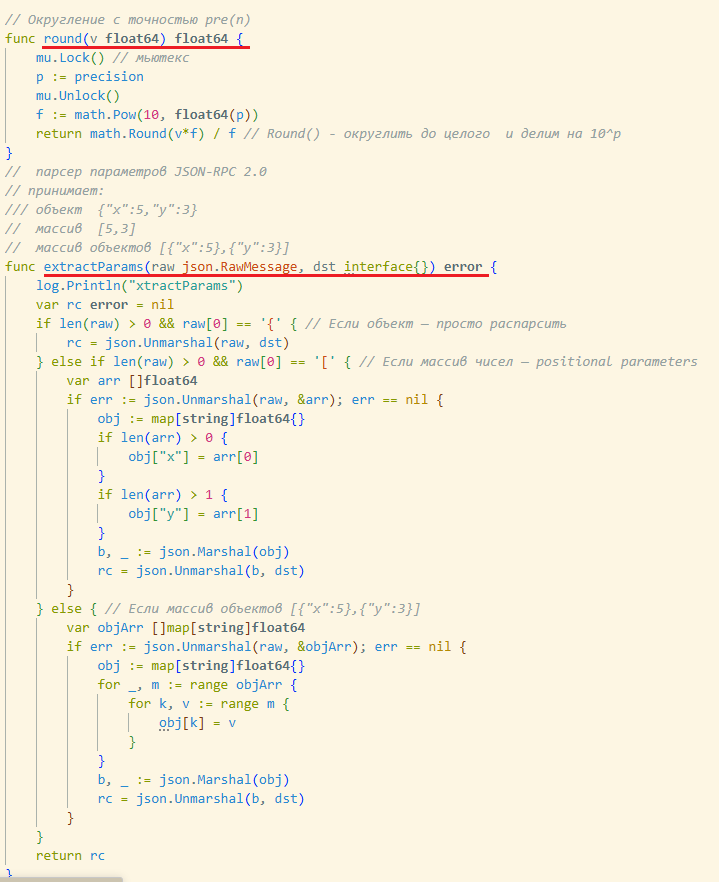 // Округление с точностью pre(n)
func round(v float64) float64 {
    mu.Lock() // мьютекс
    p := precision
    mu.Unlock()
    f := math.Pow(10, float64(p))
    return math.Round(v*f) / f // Round() - округлить до целого  и делим на 10^p
}
//  парсер параметров JSON-RPC 2.0
// принимает:
/// объект  {"x":5,"y":3}
//  массив  [5,3]
//  массив объектов [{"x":5},{"y":3}]
func extractParams(raw json.RawMessage, dst interface{}) error {
    log.Println("xtractParams")
    var rc error = nil
    if len(raw) > 0 && raw[0] == '{' { // Если объект — просто распарсить
        rc = json.Unmarshal(raw, dst)
    } else if len(raw) > 0 && raw[0] == '[' { // Если массив чисел — positional parameters
        var arr []float64
        if err := json.Unmarshal(raw, &arr); err == nil {
            obj := map[string]float64{}
            if len(arr) > 0 {
                obj["x"] = arr[0]
            }
            if len(arr) > 1 {
                obj["y"] = arr[1]
            }
            b, _ := json.Marshal(obj)
            rc = json.Unmarshal(b, dst)
        }
    } else { // Если массив объектов [{"x":5},{"y":3}]
        var objArr []map[string]float64
        if err := json.Unmarshal(raw, &objArr); err == nil {
            obj := map[string]float64{}
            for _, m := range objArr {
                for k, v := range m {
                    obj[k] = v
                }
            }
            b, _ := json.Marshal(obj)
            rc = json.Unmarshal(b, dst)
        }
    }
    return rc
}